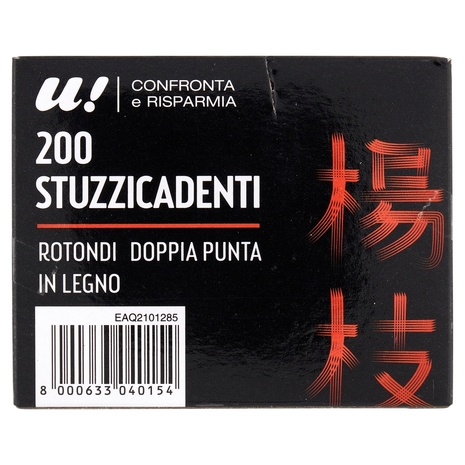 u! CONFRONTA
e RISPARMIA
200
STUZZICADENTI
ROTONDI DOPPIA PUNTA
IN LEGNO
EAQ2101285
8 000633 040154
楊
枝